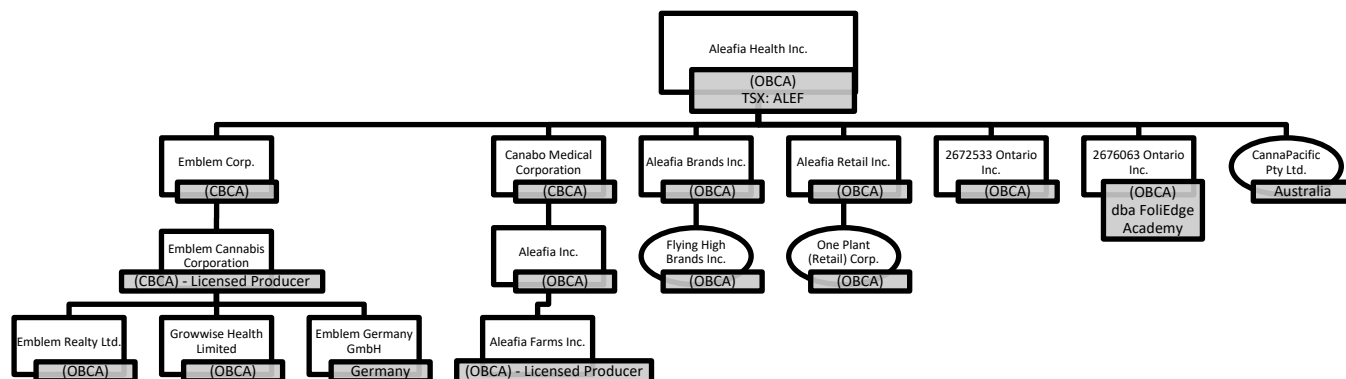 Aleafia Health Inc.
(OBCA)
TSX: ALEF
Emblem Corp.
(CBCA)
Canabo Medical
Corporation
(CBCA)
Aleafia Brands Inc.
(OBCA)
Aleafia Retail Inc.
(OBCA)
2672533 Ontario
Inc.
(OBCA)
2676063 Ontario
Inc.
(OBCA)
dba FoliEdge
Academy
CannaPacific
Pty Ltd.
Australia
Emblem Cannabis
Corporation
(CBCA) - Licensed Producer
Aleafia Inc.
(OBCA)
Flying High
Brands Inc.
(OBCA)
One Plant
(Retail) Corp.
(OBCA)
Emblem Realty Ltd.
(OBCA)
Growwise Health
Limited
(OBCA)
Emblem Germany
GmbH
Germany
Aleafia Farms Inc.
(OBCA) - Licensed Producer